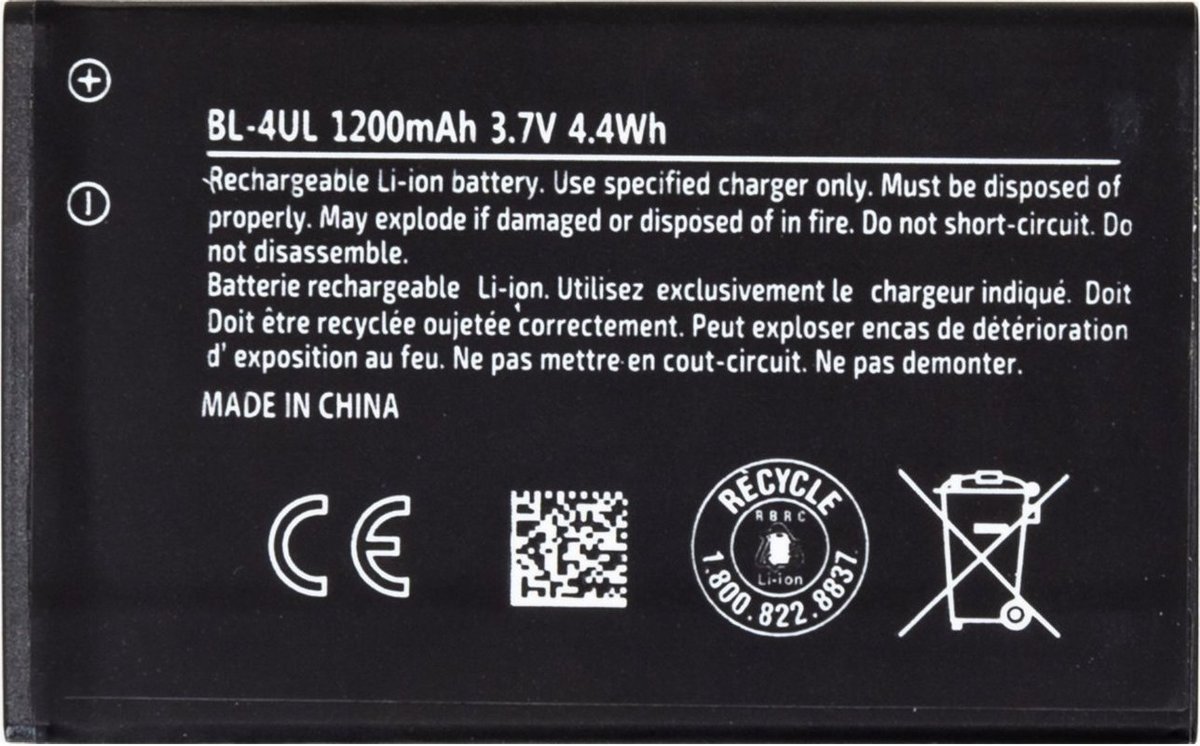 BL-4UL 1200mAh 3.7V 4.4Wh
Rechargeable Li-ion battery. Use specified charger only. Must be disposed of
properly. May explode if damaged or disposed of in fire. Do not short-circuit. Do
not disassemble.
Batterie rechargeable Li-ion. Utilisez exclusivement le chargeur indiqué. Doit
Doit être recyclée oujetée correctement. Peut exploser encas de détérioration
d' exposition au feu. Ne pas mettre en cout-circuit. Ne pas demonter.
MADE IN CHINA
CE
RÈCYCLE
RBRC
Li-ion
1.800.822.8837